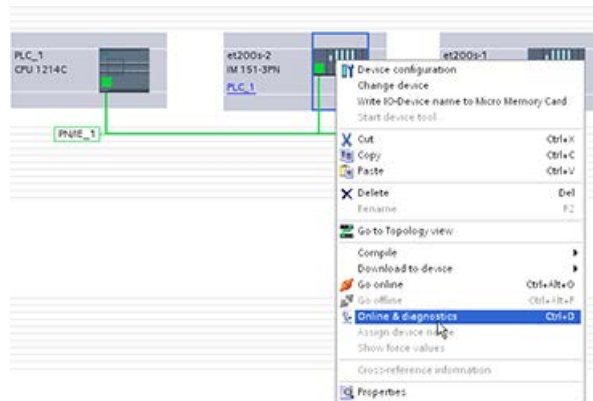 PLC_1
CPU 1214C
et200s-2
IM 151-3PN
PLC_1
et200s-1
PN/IE_1
Device configuration
Change device
Write IO-Device name to Micro Memory Card
Start device tool...
Cut Ctrl+X
Copy Ctrl+C
Paste Ctrl+V
Delete Del
Rename F2
Go to Topology view
Compile
Download to device
Go online Ctrl+Alt+O
Go offline Ctrl+Alt+F
Online & diagnostics Ctrl+D
Assign device name
Show force values
Cross-reference information
Properties